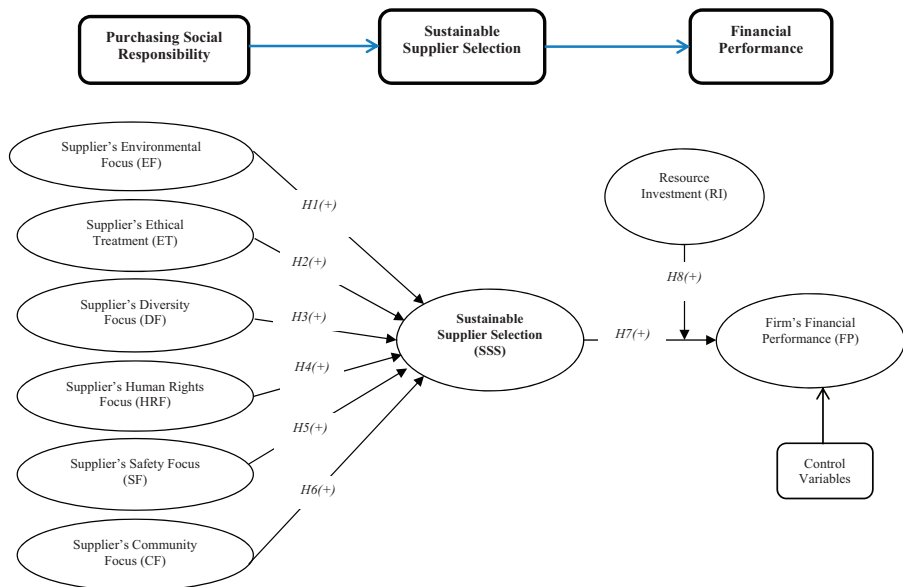 Purchasing Social
Responsibility
Sustainable
Supplier Selection
Financial
Performance
Supplier’s Environmental
Focus (EF)
Supplier’s Ethical
Treatment (ET)
Supplier’s Diversity
Focus (DF)
Supplier’s Human Rights
Focus (HRF)
Supplier’s Safety Focus
(SF)
Supplier’s Community
Focus (CF)
H1(+)
H2(+)
H3(+)
H4(+)
H5(+)
H6(+)
Sustainable
Supplier Selection
(SSS)
H7(+)
Resource
Investment (RI)
H8(+)
Firm’s Financial
Performance (FP)
Control
Variables